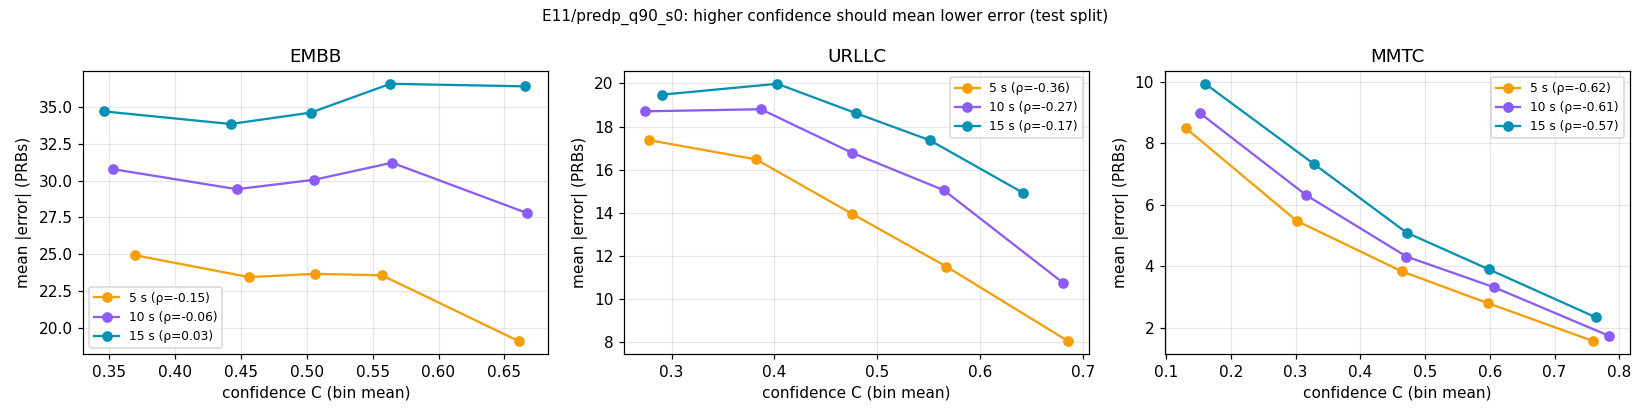 E11/predp_q90_s0: higher confidence should mean lower error (test split)
EMBB
mean |error| (PRBs)
35.0
32.5
30.0
27.5
25.0
22.5
20.0
5 s (ρ=-0.15)
10 s (ρ=-0.06)
15 s (ρ=0.03)
0.35 0.40 0.45 0.50 0.55 0.60 0.65
confidence C (bin mean)
URLLC
mean |error| (PRBs)
20
18
16
14
12
10
8
5 s (ρ=-0.36)
10 s (ρ=-0.27)
15 s (ρ=-0.17)
0.3 0.4 0.5 0.6 0.7
confidence C (bin mean)
MMTC
mean |error| (PRBs)
10
8
6
4
2
5 s (ρ=-0.62)
10 s (ρ=-0.61)
15 s (ρ=-0.57)
0.1 0.2 0.3 0.4 0.5 0.6 0.7 0.8
confidence C (bin mean)